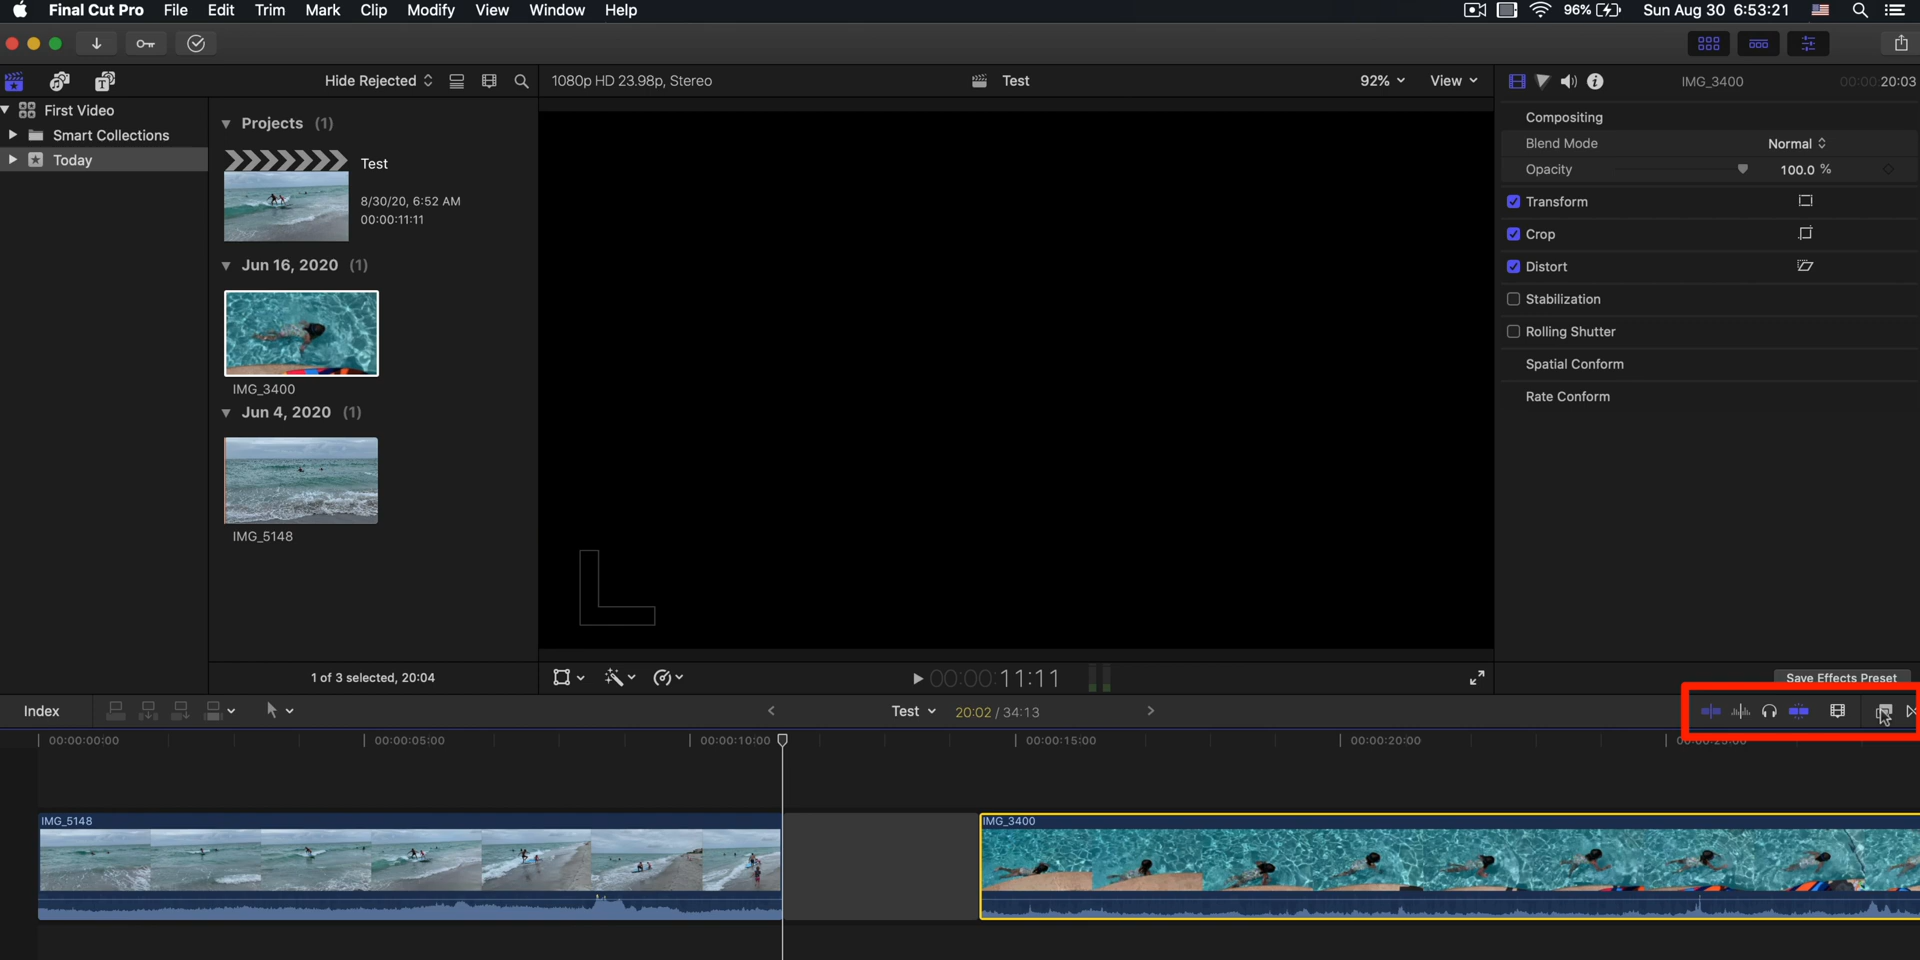 Final Cut Pro File Edit Trim Mark Clip Modify View Window Help 96% Sun Aug 30 6:53:21
Hide Rejected 1080p HD 23.98p, Stereo Test 92% View IMG_3400 00:00:20:03
First Video
Smart Collections
Today
Projects (1)
Test
8/30/20, 6:52 AM
00:00:11:11
Jun 16, 2020 (1)
IMG_3400
Jun 4, 2020 (1)
IMG_5148
1 of 3 selected, 20:04
00:00:11:11
Compositing
Blend Mode Normal
Opacity 100.0 %
Transform
Crop
Distort
Stabilization
Rolling Shutter
Spatial Conform
Rate Conform
Save Effects Preset
Index Test 20:02 / 34:13
00:00:00:00 00:00:05:00 00:00:10:00 00:00:15:00 00:00:20:00 00:00:25:00
IMG_5148 IMG_3400